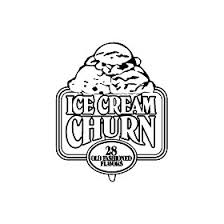 ICE CREAM
CHURN
28
OLD FASHIONED
FLAVORS